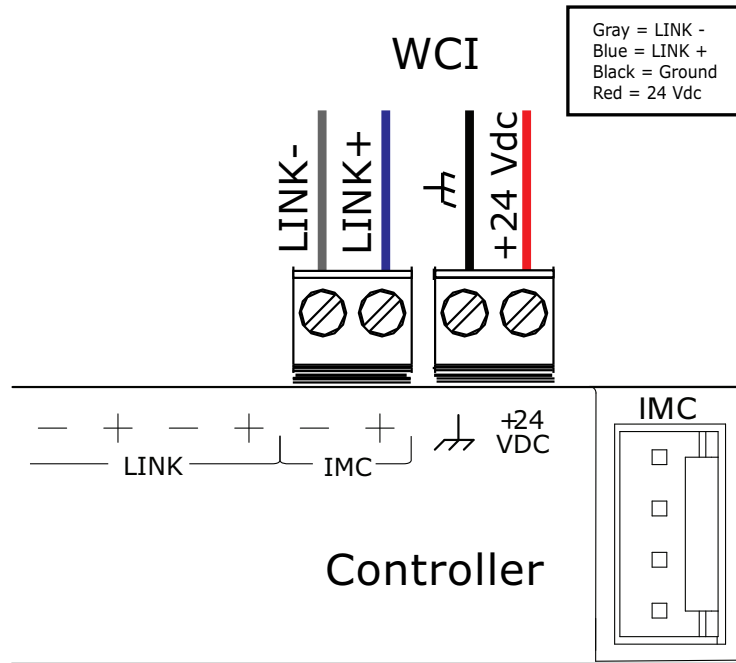 Gray = LINK -
Blue = LINK +
Black = Ground
Red = 24 Vdc
WCI
LINK-
LINK+
+24 Vdc
− + − + − +
+24
VDC
LINK
IMC
IMC
Controller